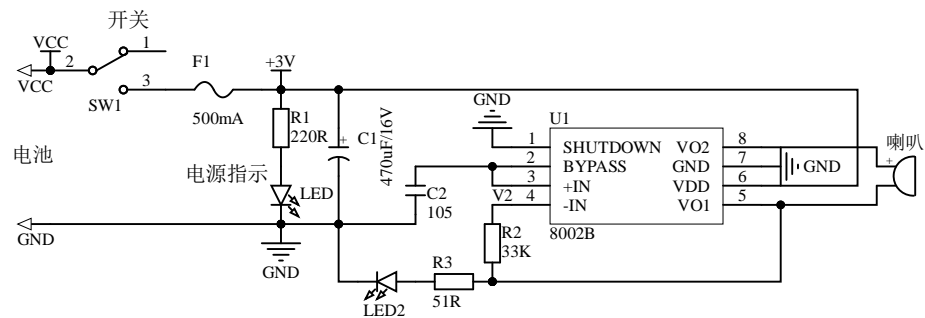 开关
VCC
1
2
VCC
3
SW1
F1
500mA
+3V
R1
220R
C1
470uF/16V
+
电池
电源指示
LED
C2
105
GND
GND
GND
U1
1
SHUTDOWN
VO2
8
2
BYPASS
GND
7
3
+IN
VDD
6
4
-IN
VO1
5
8002B
V2
R2
33K
GND
喇叭
+
R3
51R
LED2